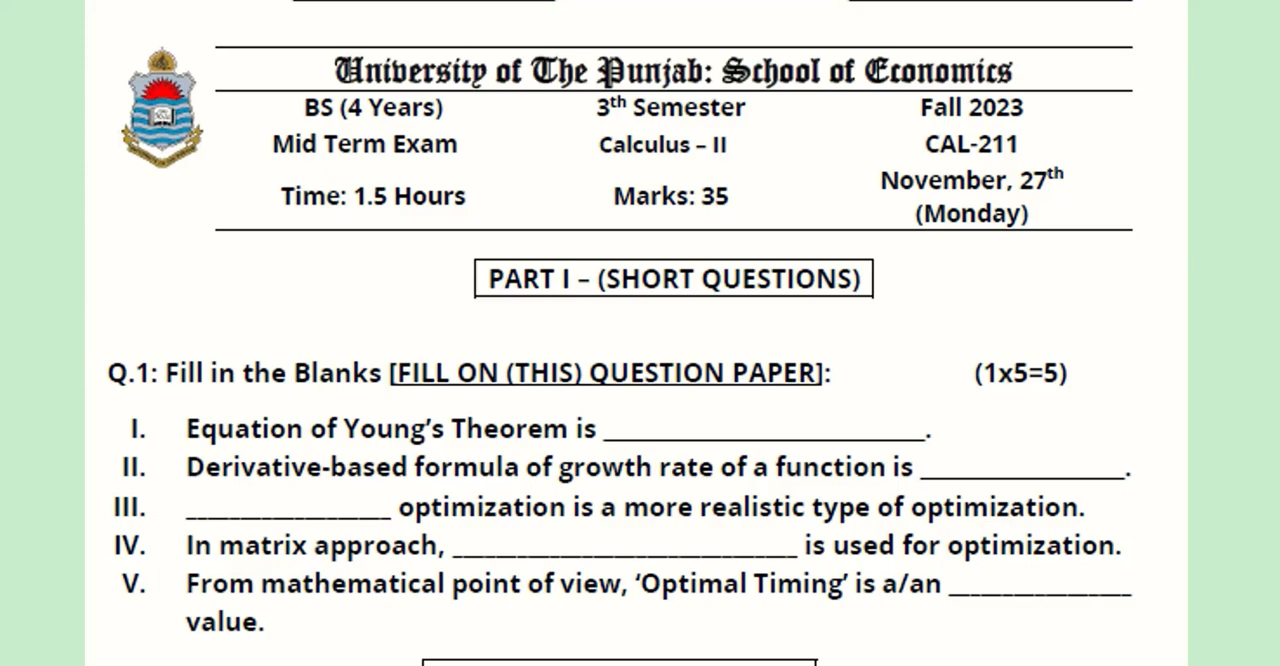 University of The Punjab: School of Economics
BS (4 Years) 3th Semester Fall 2023
Mid Term Exam Calculus – II CAL-211
Time: 1.5 Hours Marks: 35 November, 27th (Monday)
PART I – (SHORT QUESTIONS)
Q.1: Fill in the Blanks [FILL ON (THIS) QUESTION PAPER]: (1x5=5)
I. Equation of Young’s Theorem is ________________________.
II. Derivative-based formula of growth rate of a function is _______________.
III. _______________ optimization is a more realistic type of optimization.
IV. In matrix approach, __________________________ is used for optimization.
V. From mathematical point of view, ‘Optimal Timing’ is a/an ______________
value.